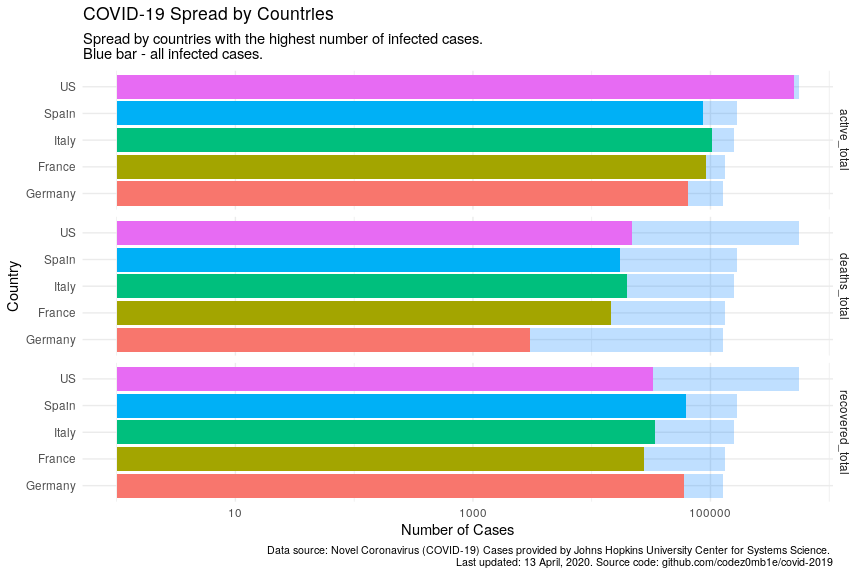 COVID-19 Spread by Countries
Spread by countries with the highest number of infected cases.
Blue bar - all infected cases.
US
Spain
Italy
France
Germany
active_total
US
Spain
Italy
France
Germany
deaths_total
US
Spain
Italy
France
Germany
recovered_total
Country
10
1000
100000
Number of Cases
Data source: Novel Coronavirus (COVID-19) Cases provided by Johns Hopkins University Center for Systems Science.
Last updated: 13 April, 2020. Source code: github.com/codez0mb1e/covid-2019